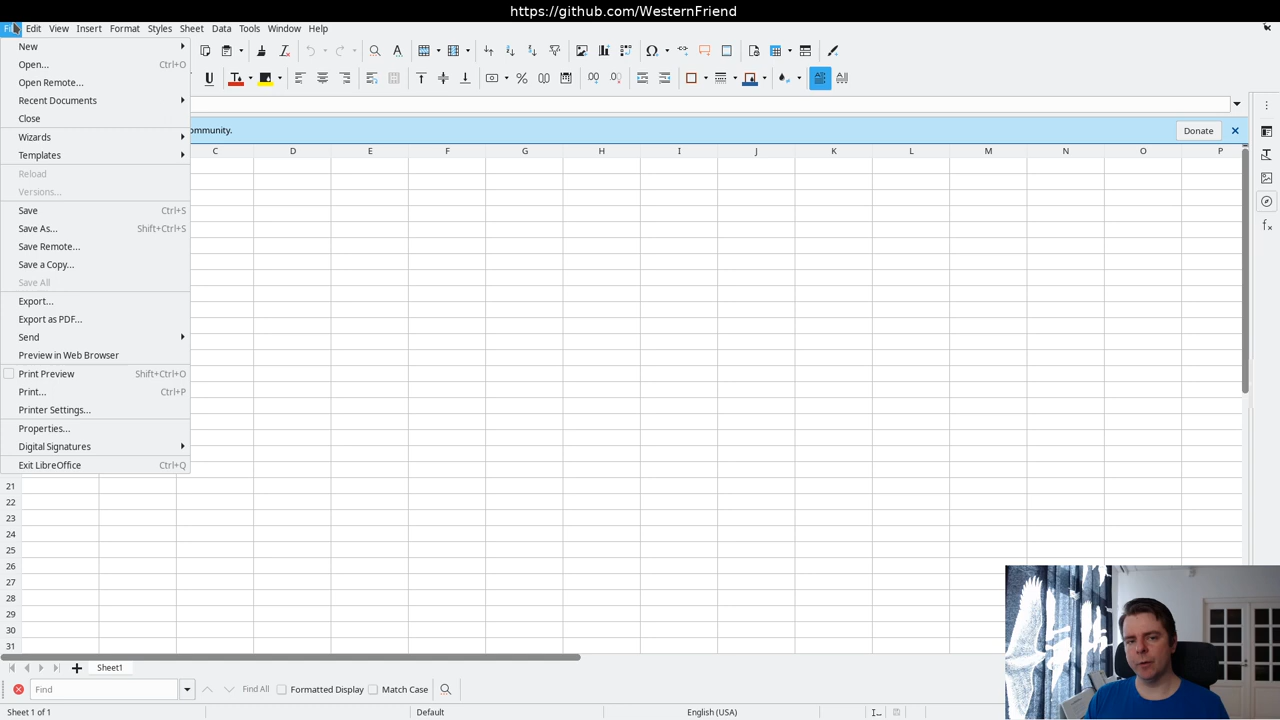 https://github.com/WesternFriend
File Edit View Insert Format Styles Sheet Data Tools Window Help
New
Open... Ctrl+O
Open Remote...
Recent Documents
Close
Wizards
Templates
Reload
Versions...
Save Ctrl+S
Save As... Shift+Ctrl+S
Save Remote...
Save a Copy...
Save All
Export...
Export as PDF...
Send
Preview in Web Browser
Print Preview Shift+Ctrl+O
Print... Ctrl+P
Printer Settings...
Properties...
Digital Signatures
Exit LibreOffice Ctrl+Q
ommunity. Donate
C D E F G H I J K L M N O P
21
22
23
24
25
26
27
28
29
30
31
Sheet1
Find Find All Formatted Display Match Case
Sheet 1 of 1 Default English (USA)